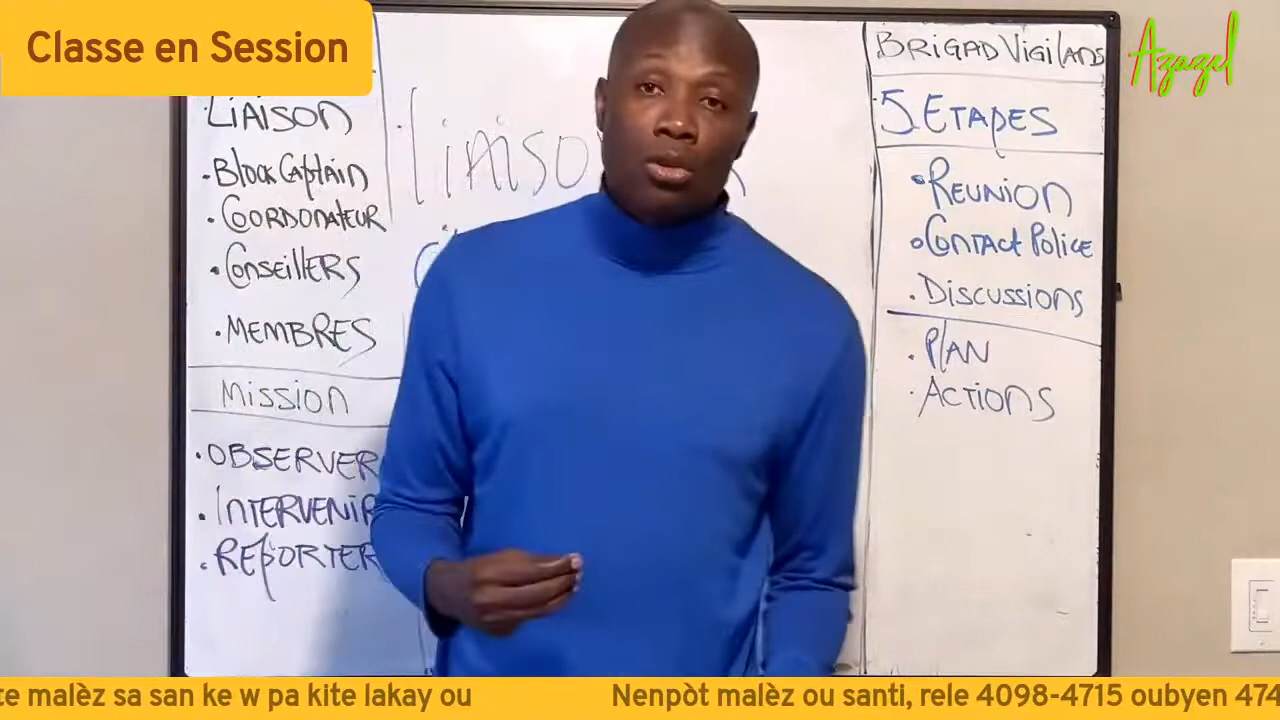 Classe en Session
LIAISON
• Block Captain
• COORDONATEUR
• CONSEILLERS
• MEMBRES
Mission
• OBSERVER
• INTERVENIR
• REPORTER
BRIGAD VIGILANS
5 ETAPES
• REUNION
• CONTACT POLICE
• DISCUSSIONS
• PLAN
• ACTIONS
Azazel
te malèz sa san ke w pa kite lakay ou
Nenpòt malèz ou santi, rele 4098-4715 oubyen 474